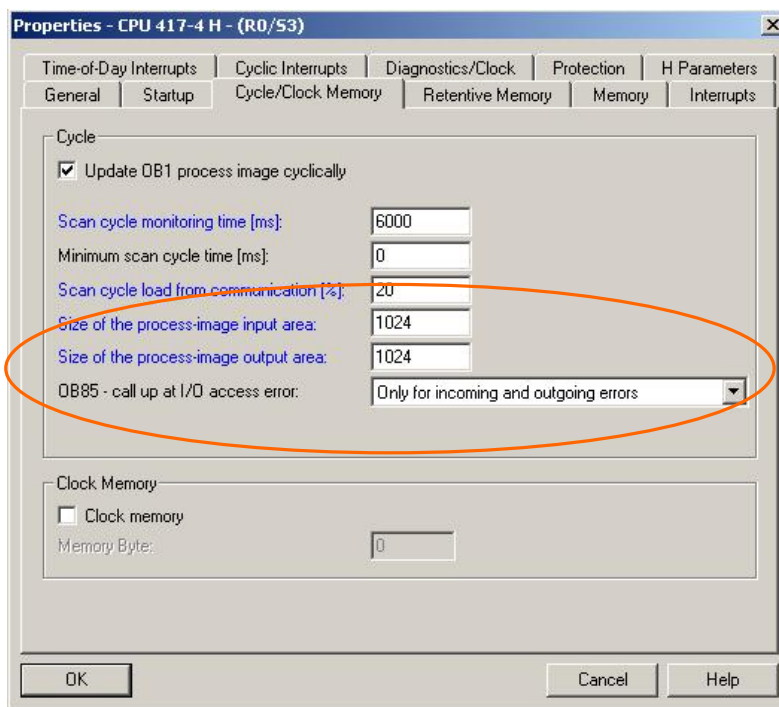 Properties - CPU 417-4 H - (R0/S3)
Time-of-Day Interrupts Cyclic Interrupts Diagnostics/Clock Protection H Parameters
General Startup Cycle/Clock Memory Retentive Memory Memory Interrupts
Cycle
Update OB1 process image cyclically
Scan cycle monitoring time [ms]: 6000
Minimum scan cycle time [ms]: 0
Scan cycle load from communication [%]: 20
Size of the process-image input area: 1024
Size of the process-image output area: 1024
OB85 - call up at I/O access error: Only for incoming and outgoing errors
Clock Memory
Clock memory
Memory Byte: 0
OK Cancel Help